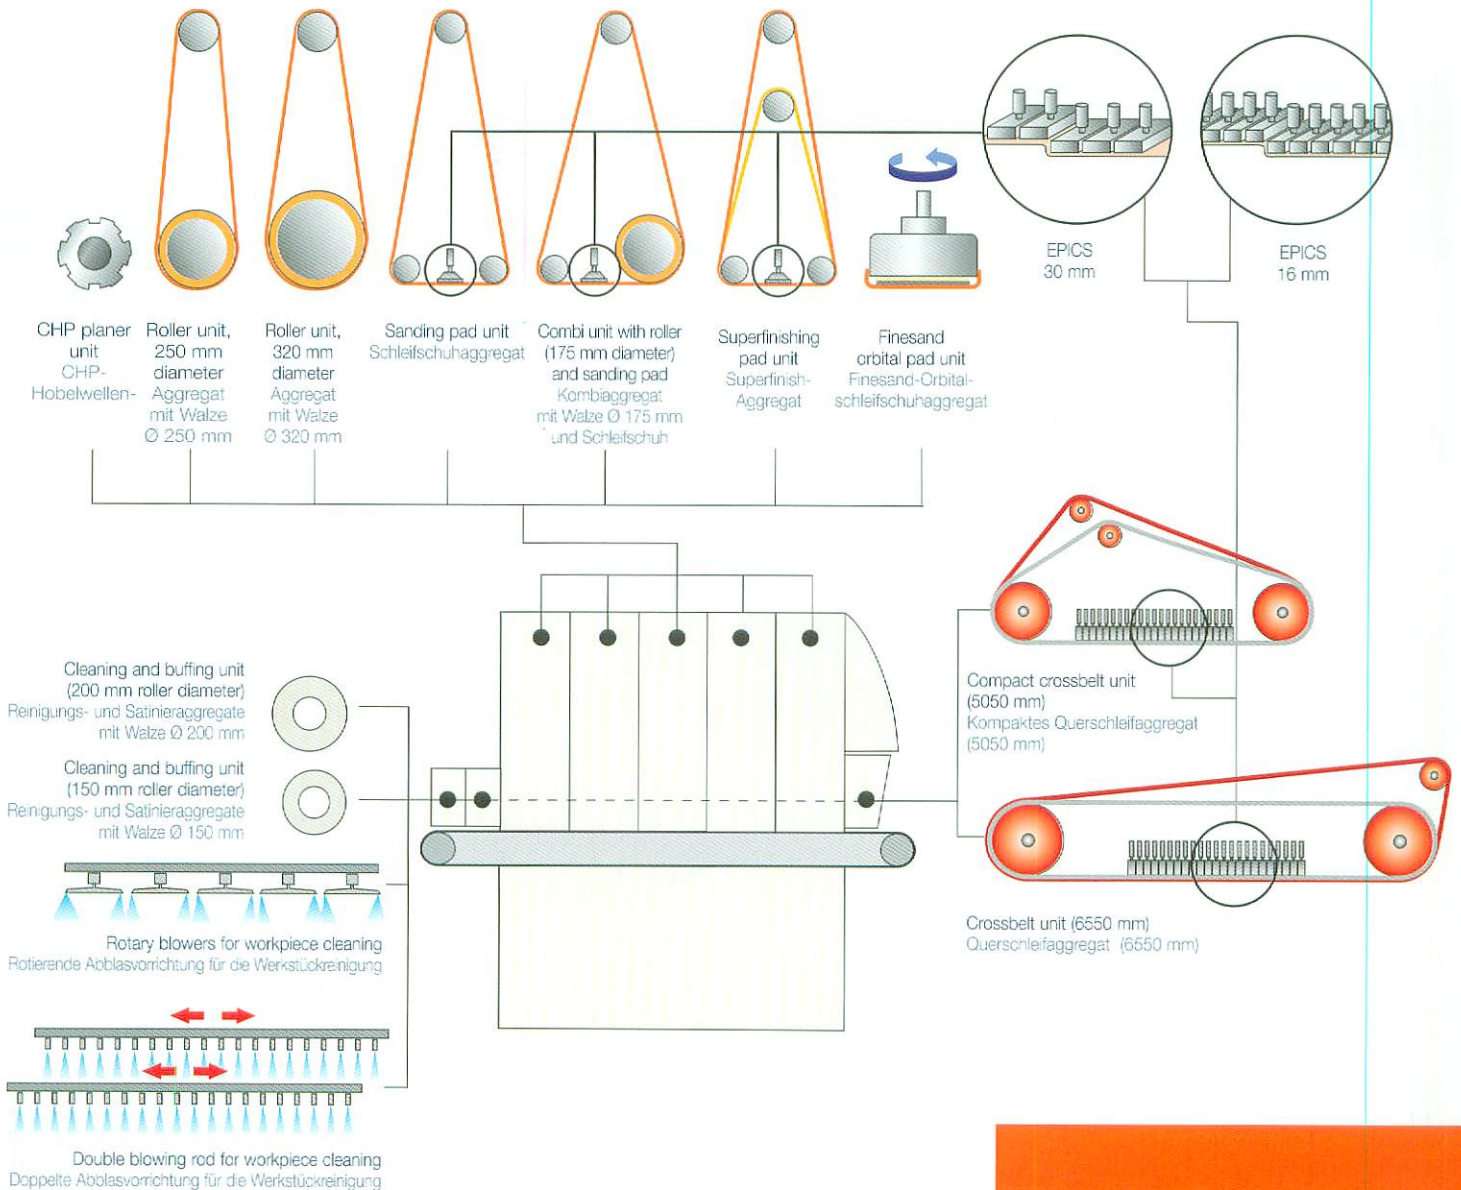 EPICS
30 mm
EPICS
16 mm
CHP planer
unit
CHP-
Hobelwellen-
Roller unit,
250 mm
diameter
Aggregat
mit Walze
Ø 250 mm
Roller unit,
320 mm
diameter
Aggregat
mit Walze
Ø 320 mm
Sanding pad unit
Schleifschuhaggregat
Combi unit with roller
(175 mm diameter)
and sanding pad
Kombiaggregat
mit Walze Ø 175 mm
und Schleifschuh
Superfinishing
pad unit
Superfinish-
Aggregat
Finesand
orbital pad unit
Finesand-Orbital-
schleifschuhaggregat
Cleaning and buffing unit
(200 mm roller diameter)
Reinigungs- und Satinieraggregate
mit Walze Ø 200 mm
Cleaning and buffing unit
(150 mm roller diameter)
Reinigungs- und Satinieraggregate
mit Walze Ø 150 mm
Rotary blowers for workpiece cleaning
Rotierende Abblasvorrichtung für die Werkstückreinigung
Double blowing rod for workpiece cleaning
Doppelte Abblasvorrichtung für die Werkstückreinigung
Compact crossbelt unit
(5050 mm)
Kompaktes Querschleifaggregat
(5050 mm)
Crossbelt unit (6550 mm)
Querschleifaggregat (6550 mm)